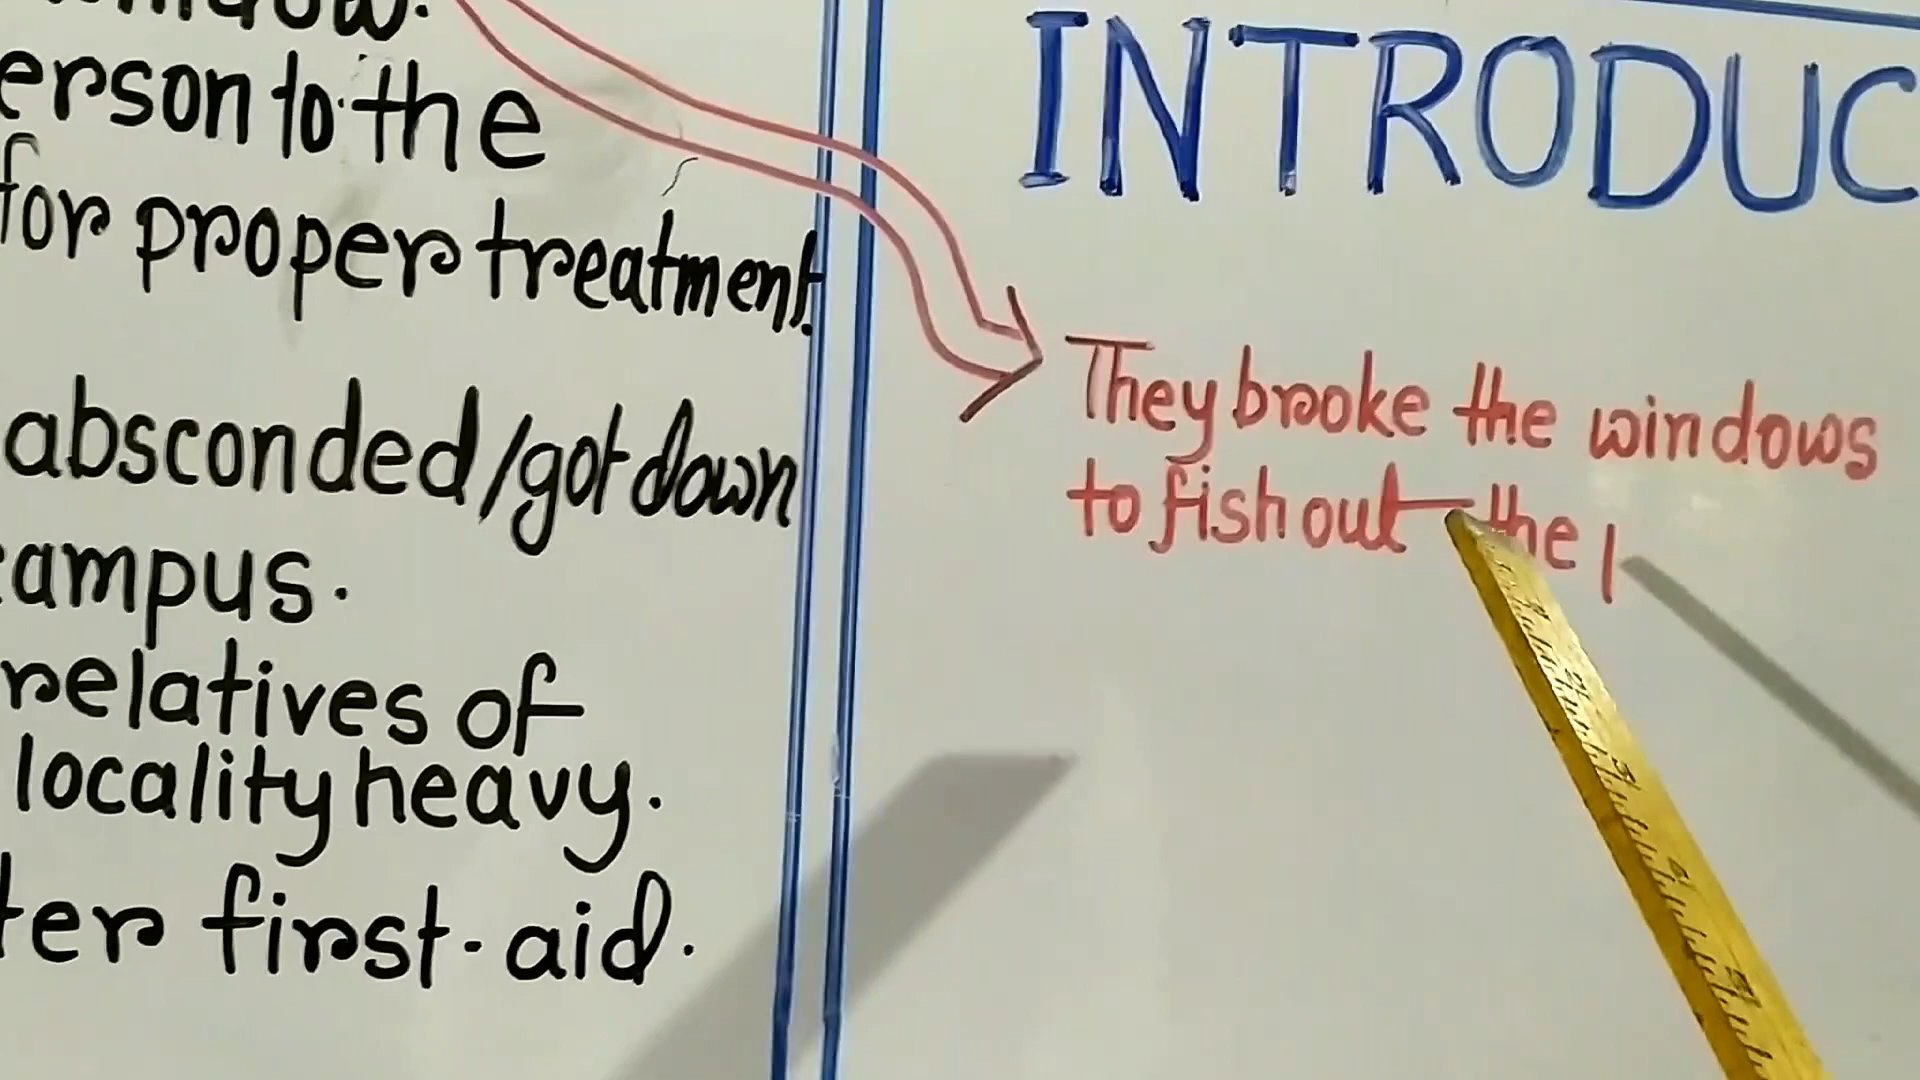 erson to the
for proper treatment.
absconded/got down
campus.
relatives of
locality heavy.
ter first-aid.
INTRODUC
They broke the windows
to fish out the